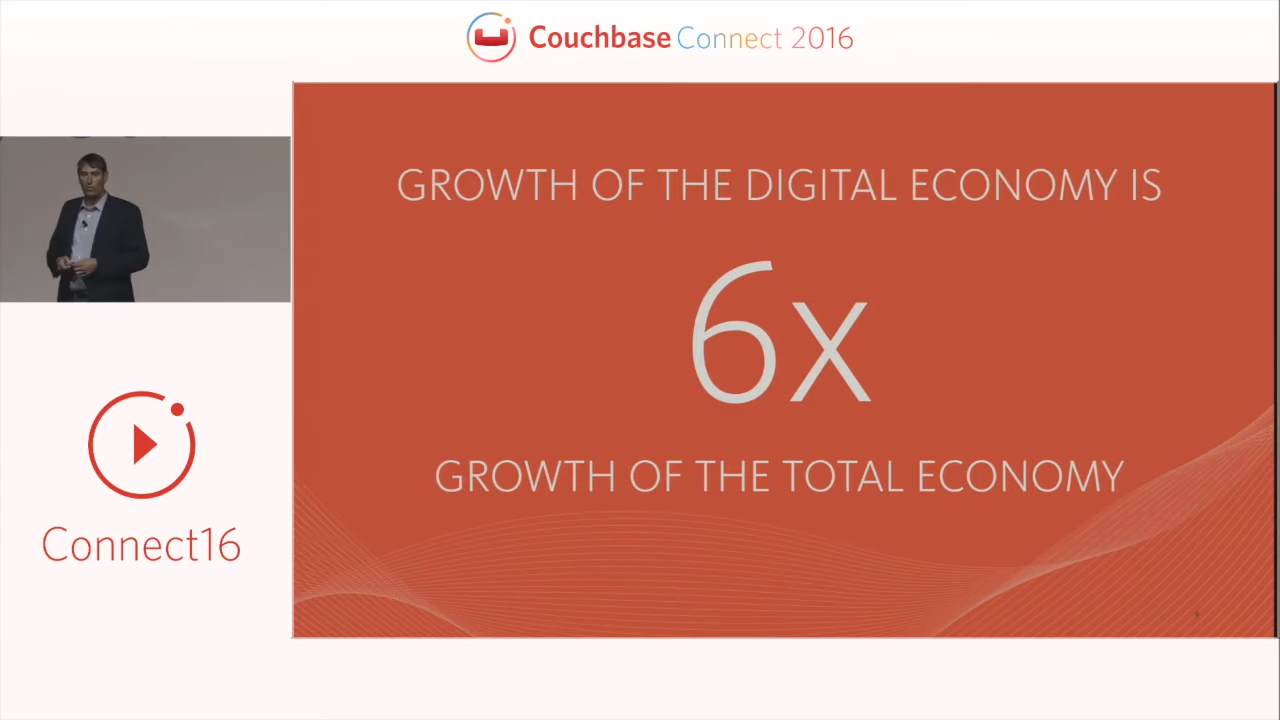 Couchbase Connect 2016
GROWTH OF THE DIGITAL ECONOMY IS
6x
GROWTH OF THE TOTAL ECONOMY
Connect16